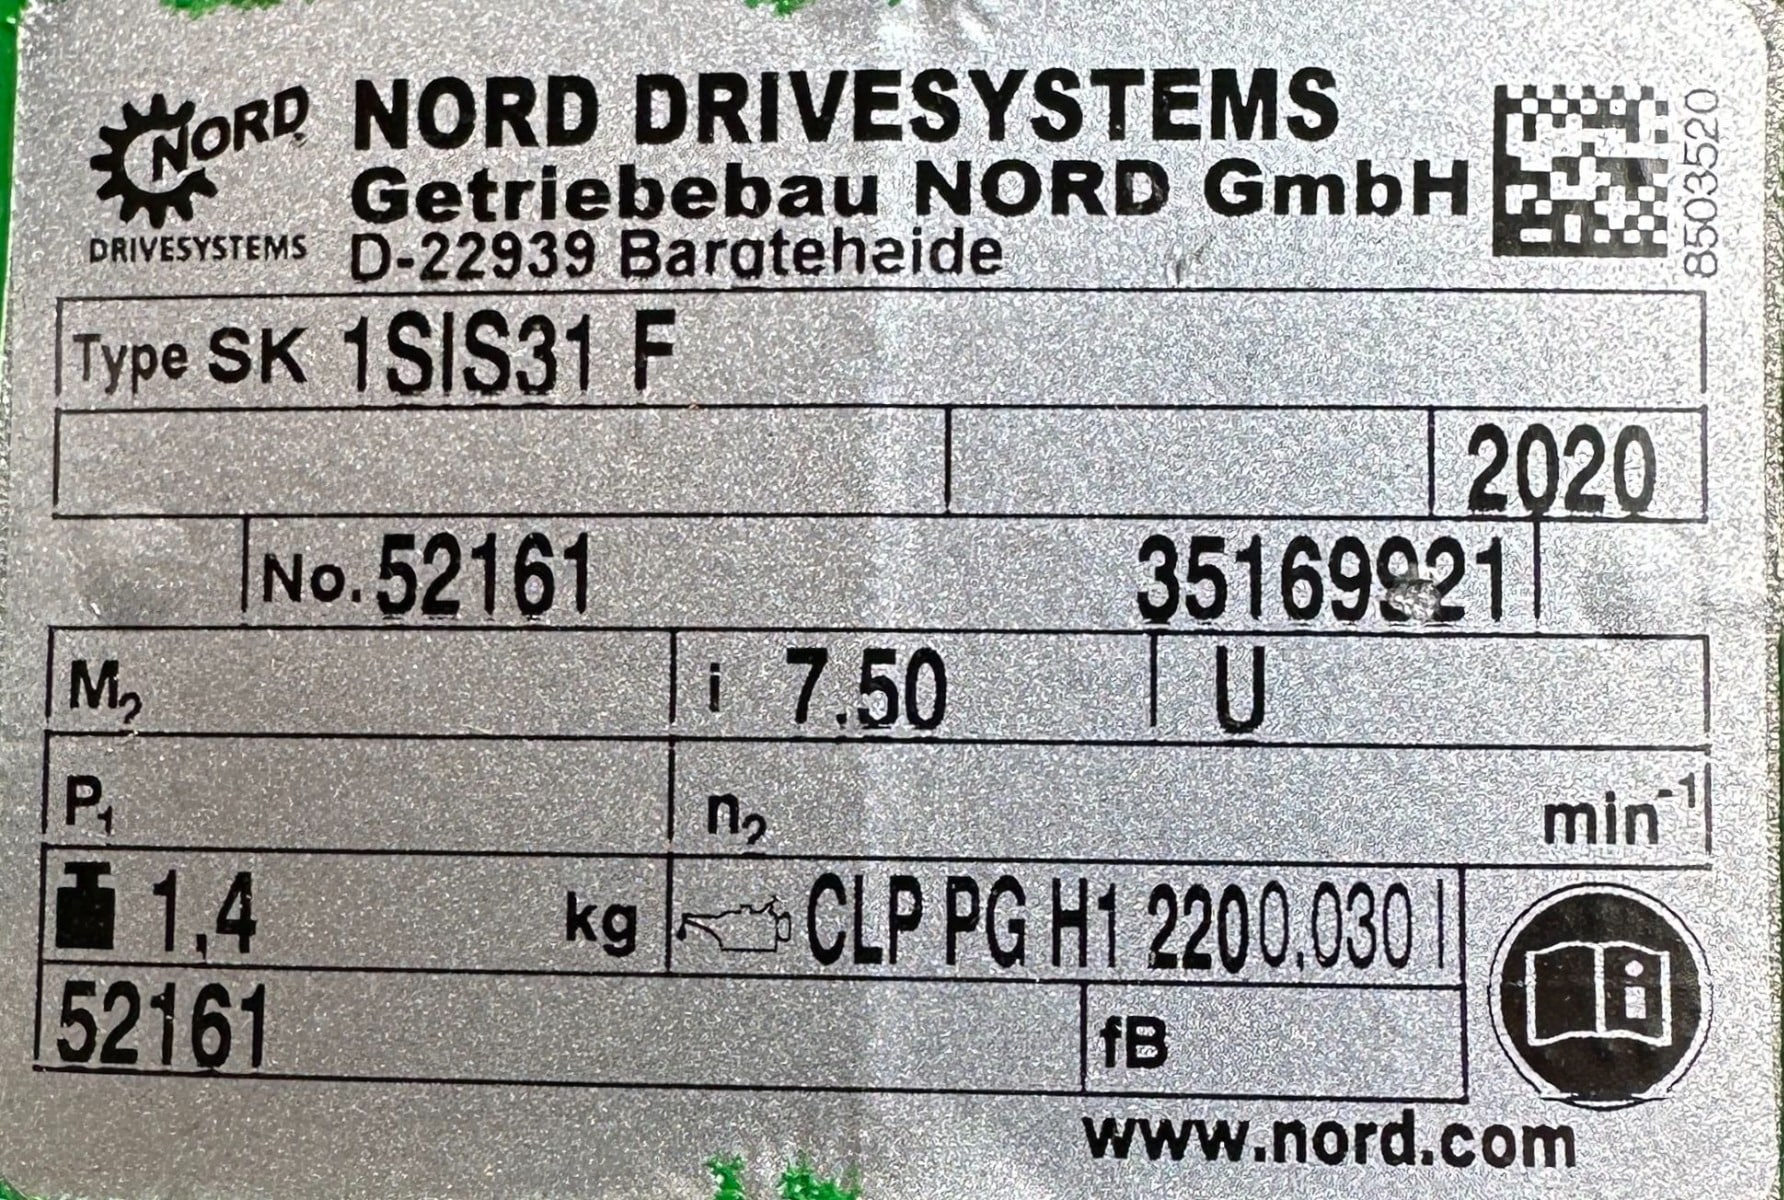 NORD
DRIVESYSTEMS
NORD DRIVESYSTEMS
Getriebebau NORD GmbH
D-22939 Bargteheide
8503520
Type SK 1SIS31 F
2020
No. 52161 35169921
M₂ i 7.50 U
P₁ n₂ min⁻¹
1,4 kg CLP PG H1 2200,030 l
52161 fB
i
www.nord.com